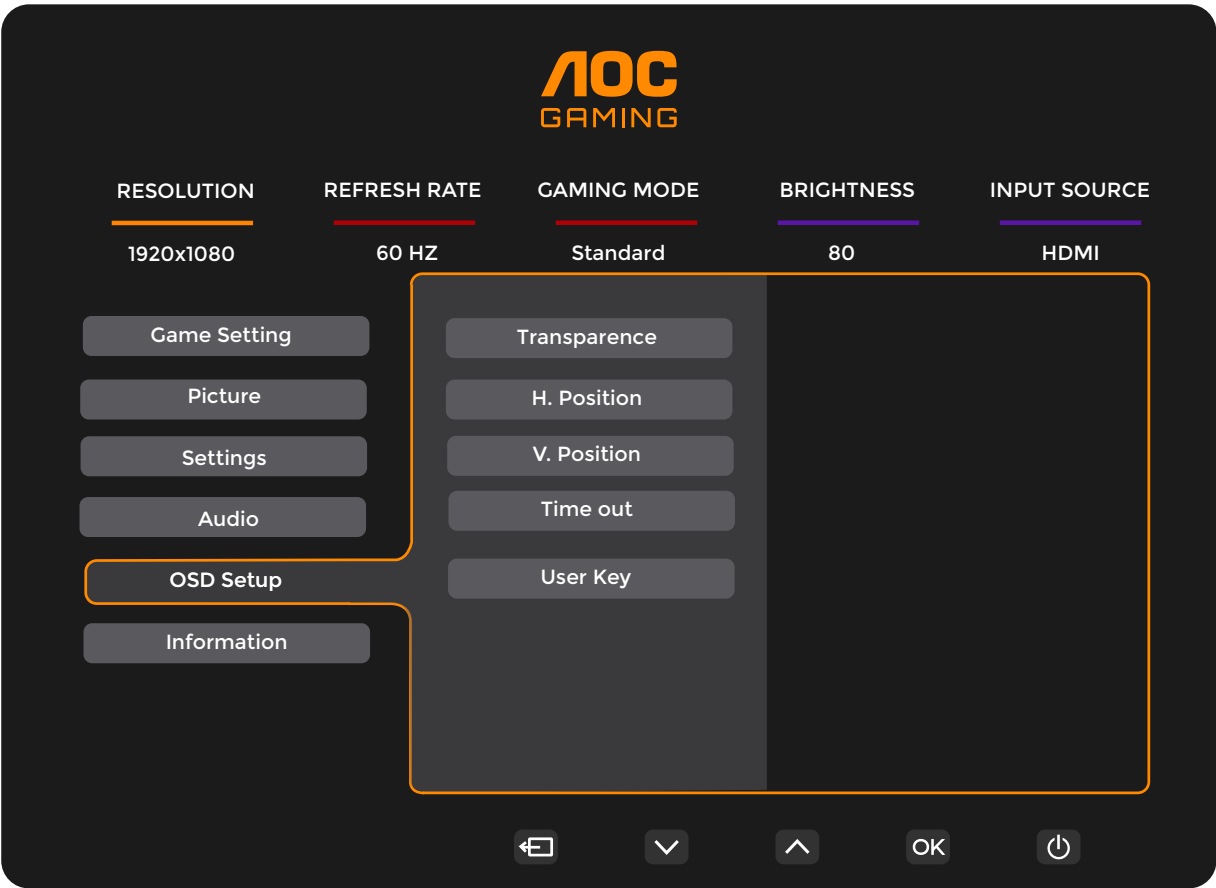 AOC
GAMING
RESOLUTION REFRESH RATE GAMING MODE BRIGHTNESS INPUT SOURCE
1920x1080 60 HZ Standard 80 HDMI
Game Setting
Picture
Settings
Audio
OSD Setup
Information
Transparence
H. Position
V. Position
Time out
User Key
OK